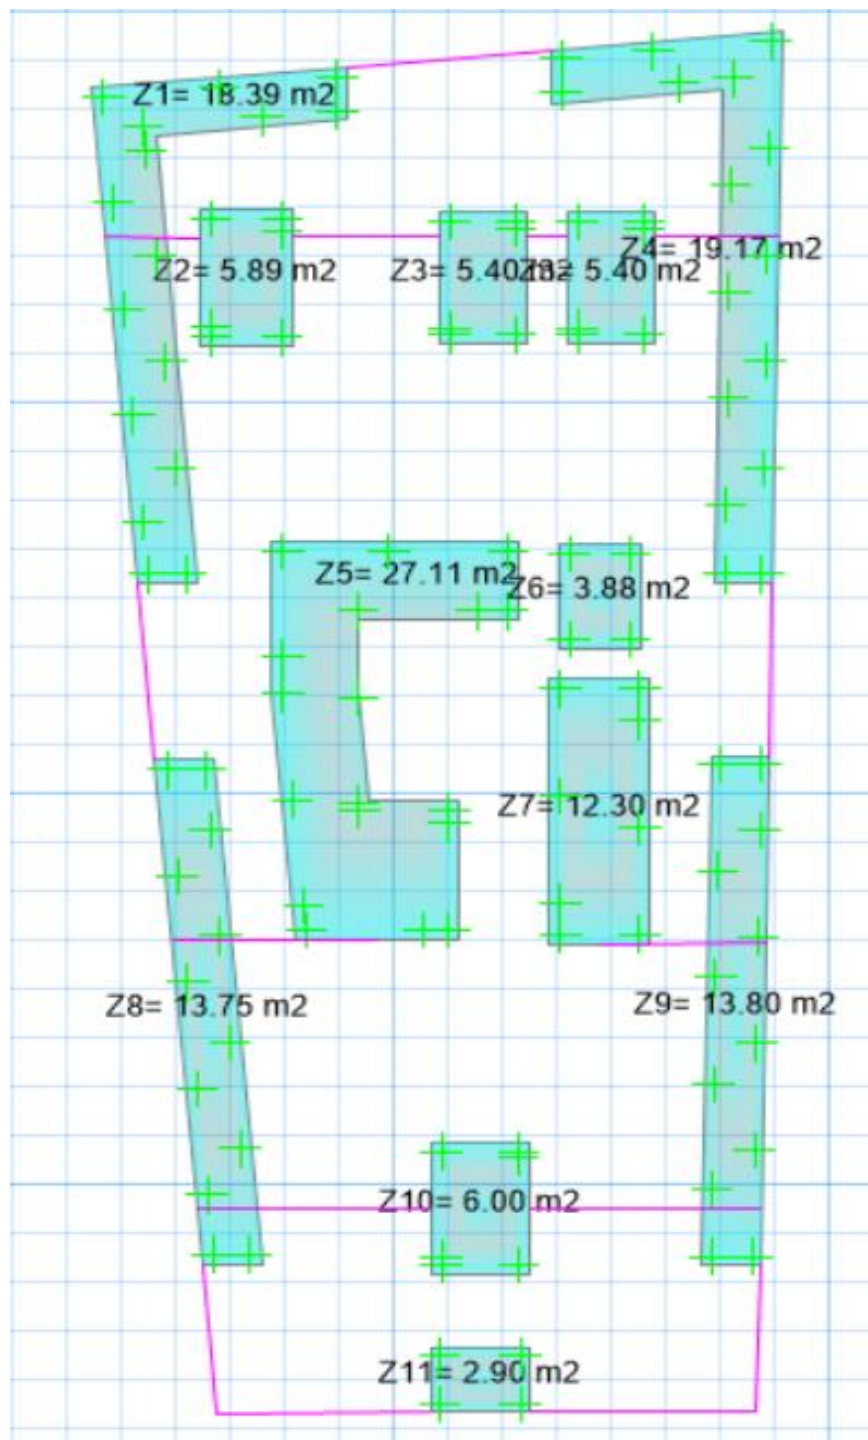 Z1= 18.39 m2
Z4= 19.17 m2
Z2= 5.89 m2
Z3= 5.40 m2
5.40 m2
Z5= 27.11 m2
Z6= 3.88 m2
Z7= 12.30 m2
Z8= 13.75 m2
Z9= 13.80 m2
Z10= 6.00 m2
Z11= 2.90 m2